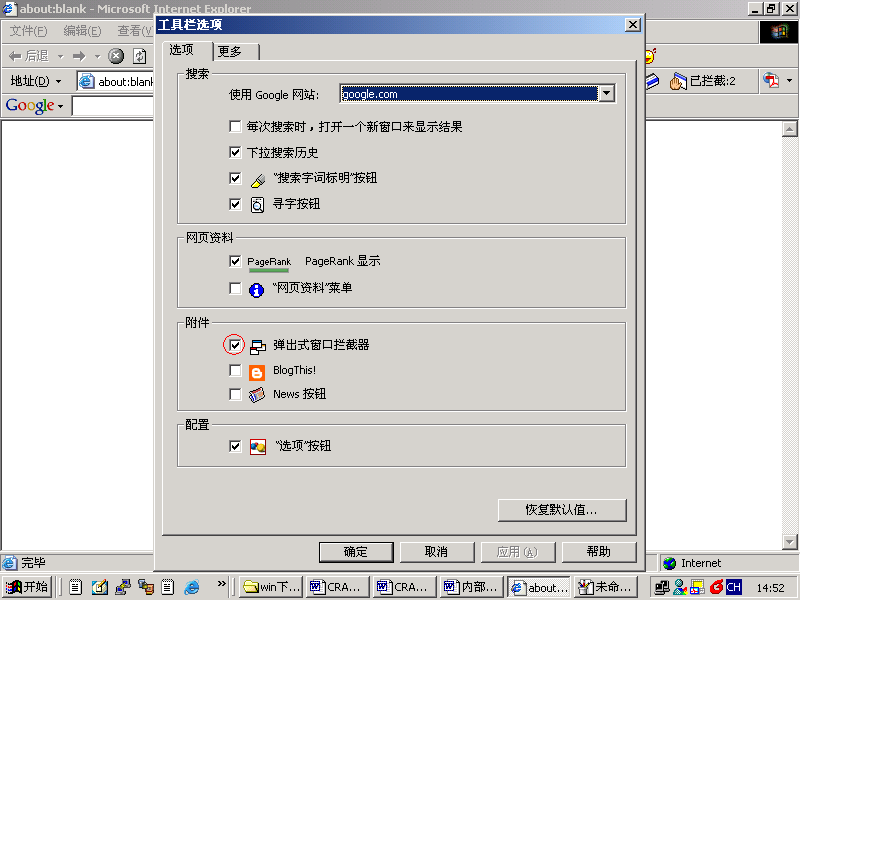 about:blank - Microsoft Internet Explorer
文件(F) 编辑(E) 查看(V
后退
地址(D) about:blank
已拦截:2
Google
工具栏选项
选项 更多
搜索
使用 Google 网站: google.com
每次搜索时，打开一个新窗口来显示结果
下拉搜索历史
“搜索字词标明”按钮
寻字按钮
网页资料
PageRank PageRank 显示
“网页资料”菜单
附件
弹出式窗口拦截器
BlogThis!
News 按钮
配置
“选项”按钮
恢复默认值...
确定 取消 应用(A) 帮助
完毕 Internet
开始 » win下... CRA... CRA... 内部... about... 未命... CH 14:52